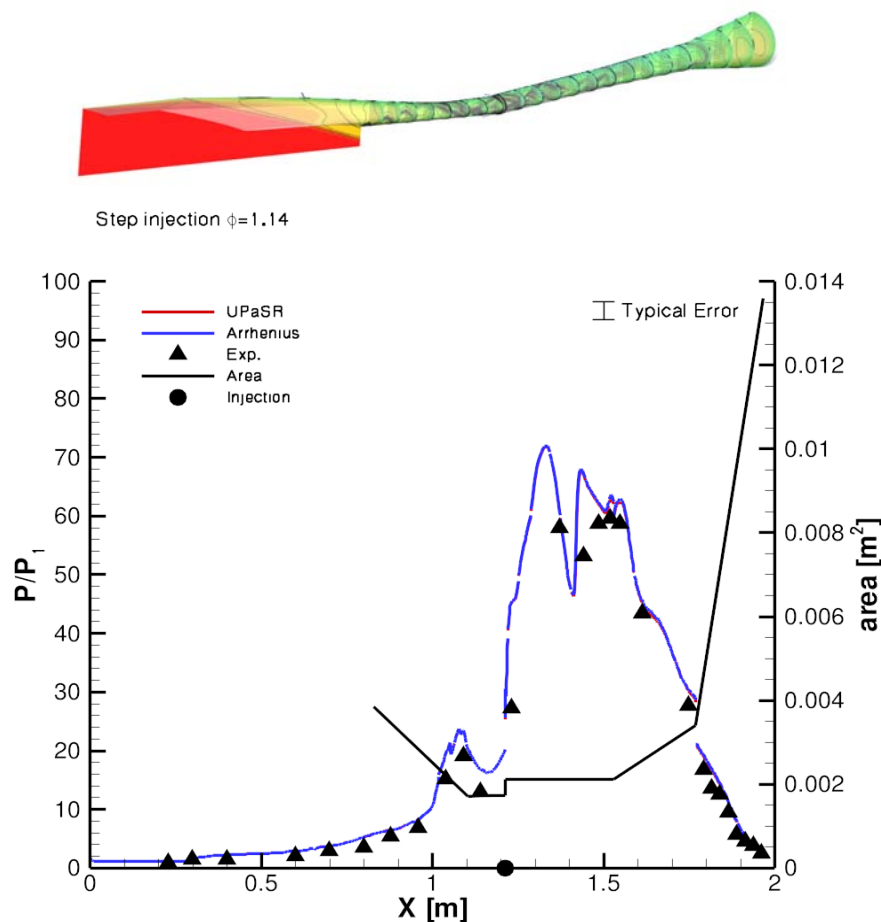 Step injection ϕ=1.14
100
90
80
70
60
50
40
30
20
10
0
P/P₁
UPaSR
Arrhenius
Exp.
Area
Injection
Typical Error
0.014
0.012
0.01
0.008
0.006
0.004
0.002
0
area [m²]
0 0.5 1 1.5 2
X [m]